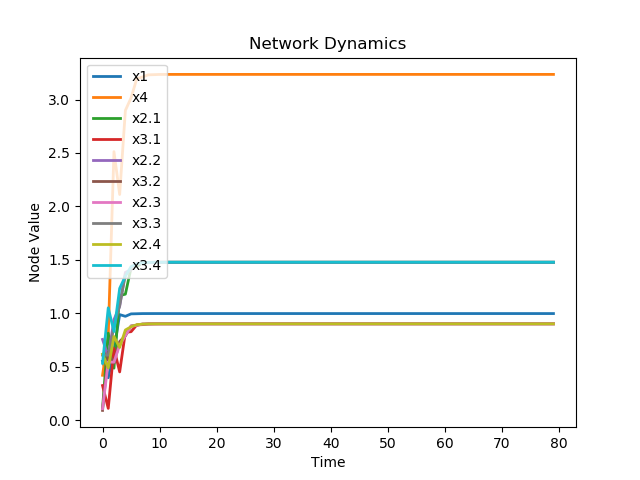 Network Dynamics
Node Value
3.0
2.5
2.0
1.5
1.0
0.5
0.0
x1
x4
x2.1
x3.1
x2.2
x3.2
x2.3
x3.3
x2.4
x3.4
0 10 20 30 40 50 60 70 80
Time